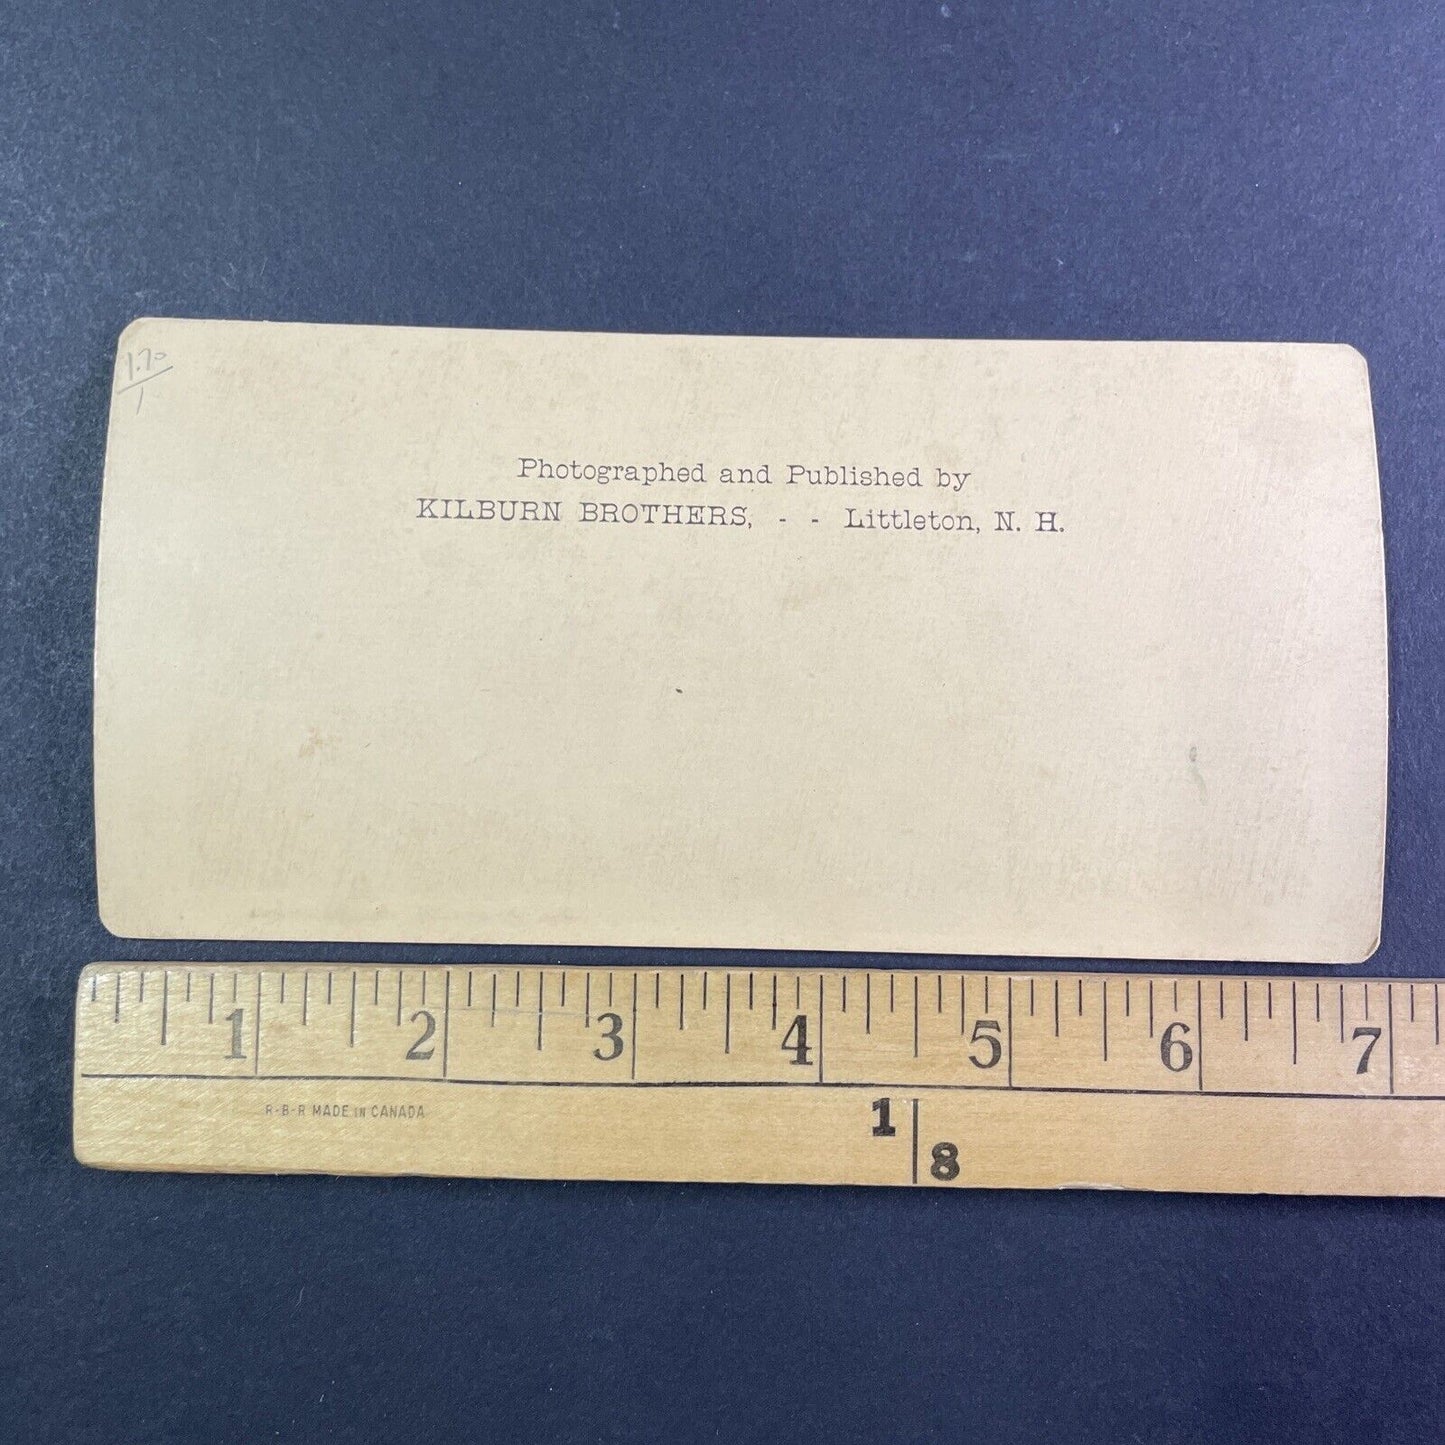 1.70
1
Photographed and Published by
KILBURN BROTHERS, - - Littleton, N. H.
1 2 3 4 5 6 7
R-B-R MADE IN CANADA
1
8